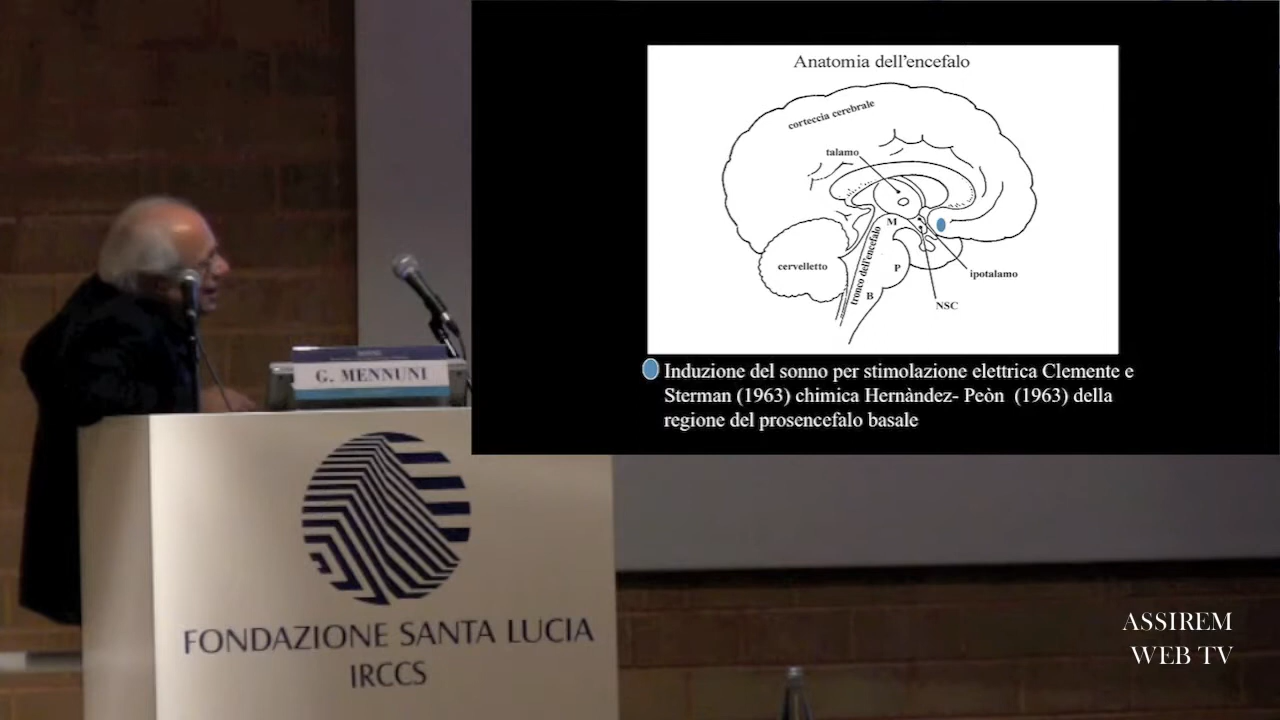 Anatomia dell'encefalo
corteccia cerebrale
talamo
M
tronco dell'encefalo
cervelletto
P
ipotalamo
B
NSC
Induzione del sonno per stimolazione elettrica Clemente e
Sterman (1963) chimica Hernàndez- Peòn (1963) della
regione del prosencefalo basale
G. MENNUNI
FONDAZIONE SANTA LUCIA
IRCCS
ASSIREM
WEB TV